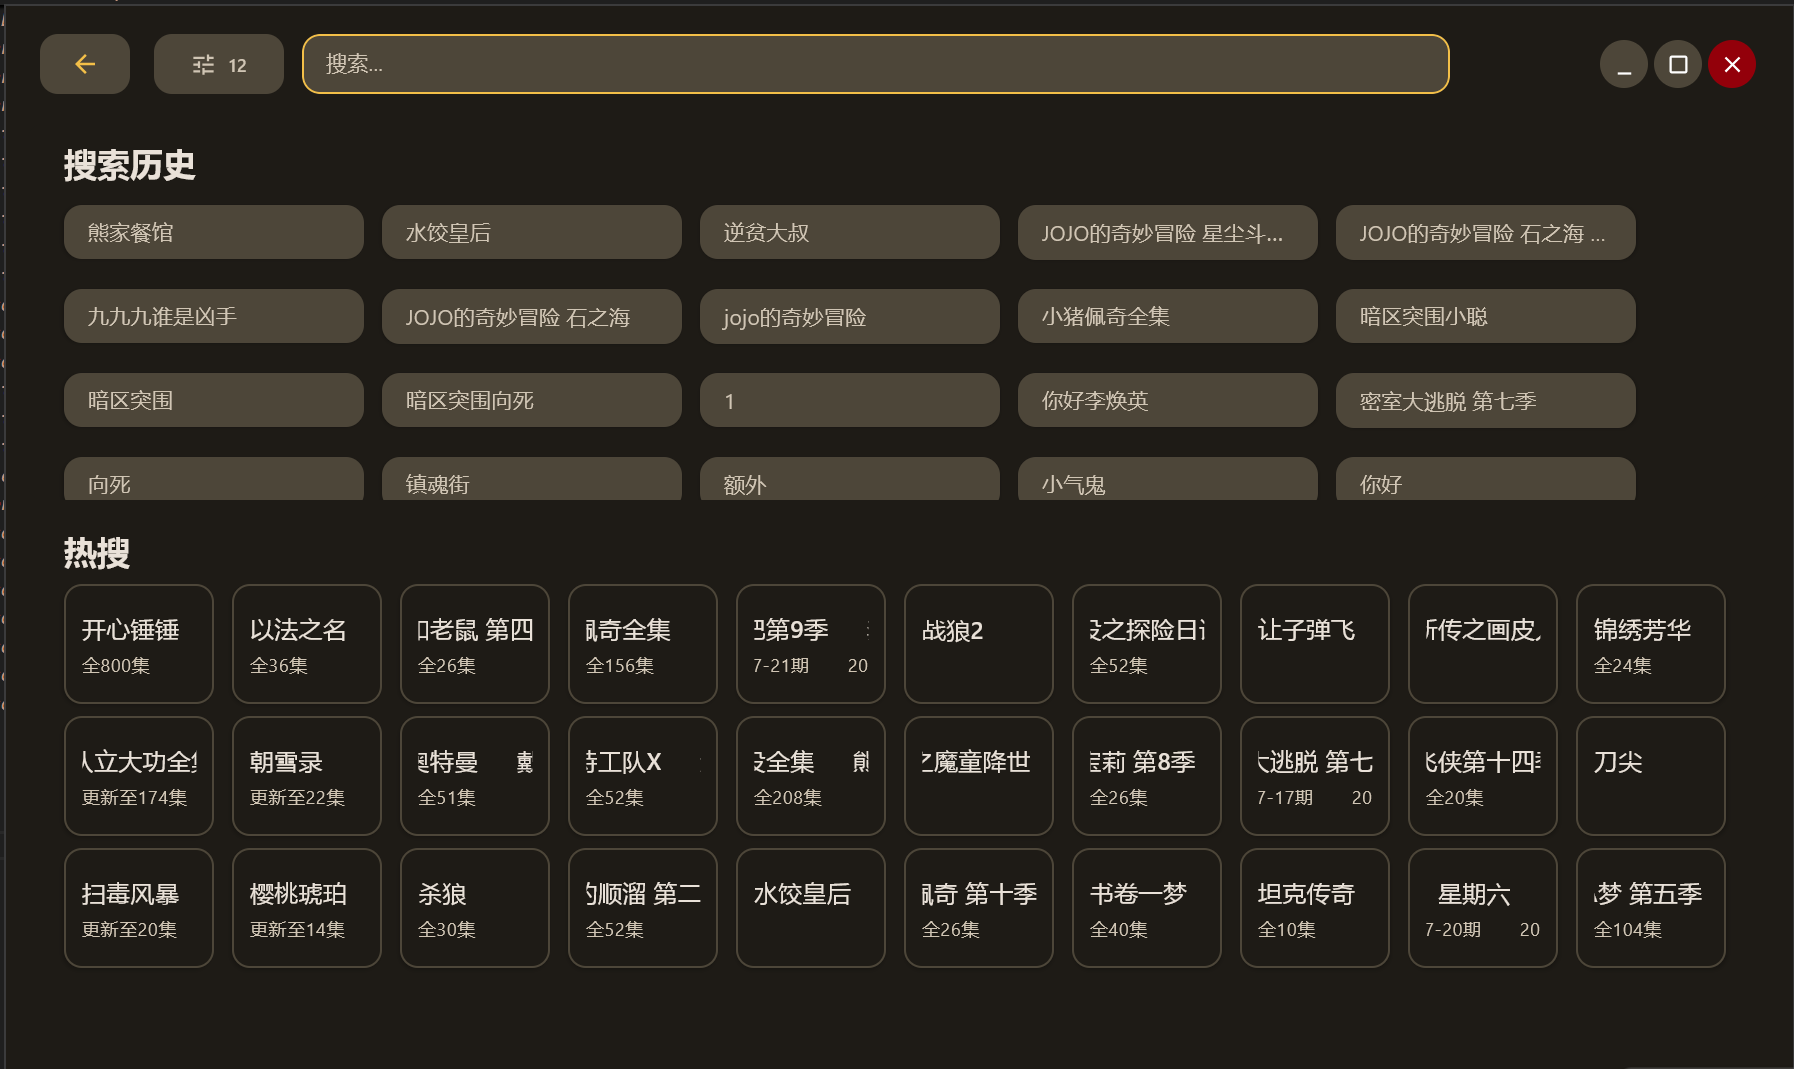 12
搜索...
搜索历史
熊家餐馆
水饺皇后
逆贫大叔
JOJO的奇妙冒险 星尘斗...
JOJO的奇妙冒险 石之海 ...
九九九谁是凶手
JOJO的奇妙冒险 石之海
jojo的奇妙冒险
小猪佩奇全集
暗区突围小聪
暗区突围
暗区突围向死
1
你好李焕英
密室大逃脱 第七季
向死
镇魂街
额外
小气鬼
你好
热搜
开心锤锤
全800集
以法之名
全36集
老鼠 第四
全26集
奇全集
全156集
第9季
7-21期 20
战狼2
之探险日
全52集
让子弹飞
传之画皮
锦绣芳华
全24集
立大功全
更新至174集
朝雪录
更新至22集
特曼
全51集
工队X
全52集
全集
全208集
魔童降世
莉 第8季
全26集
逃脱 第七
7-17期 20
侠第十四
全20集
刀尖
扫毒风暴
更新至20集
樱桃琥珀
更新至14集
杀狼
全30集
顺溜 第二
全52集
水饺皇后
奇 第十季
全26集
书卷一梦
全40集
坦克传奇
全10集
星期六
7-20期 20
梦 第五季
全104集